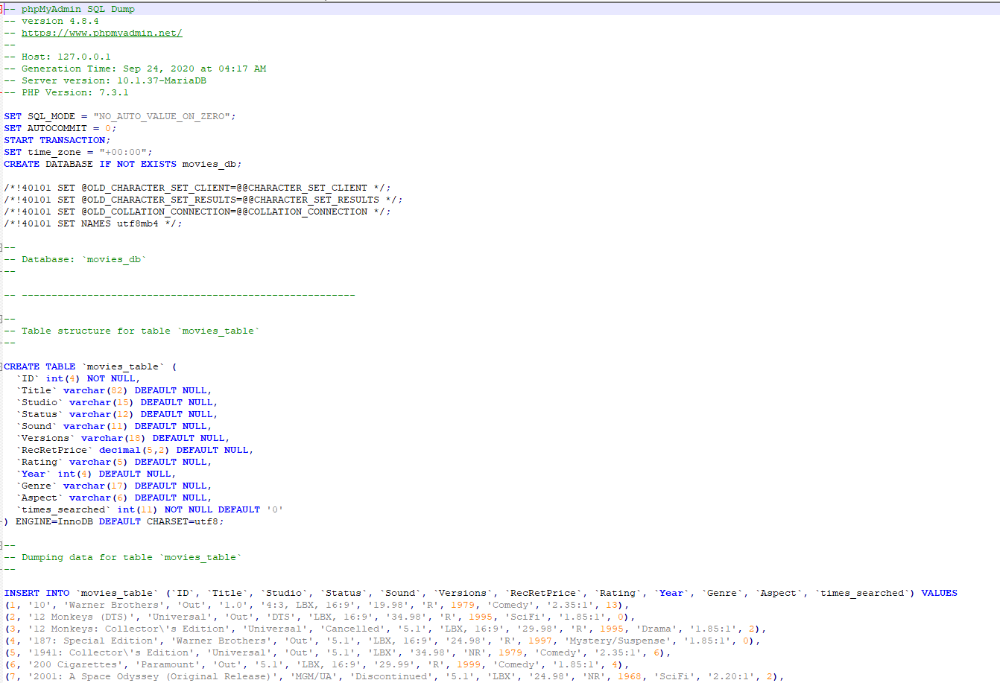 -- phpMyAdmin SQL Dump
-- version 4.8.4
-- https://www.phpmyadmin.net/
--
-- Host: 127.0.0.1
-- Generation Time: Sep 24, 2020 at 04:17 AM
-- Server version: 10.1.37-MariaDB
-- PHP Version: 7.3.1

SET SQL_MODE = "NO_AUTO_VALUE_ON_ZERO";
SET AUTOCOMMIT = 0;
START TRANSACTION;
SET time_zone = "+00:00";
CREATE DATABASE IF NOT EXISTS movies_db;

/*!40101 SET @OLD_CHARACTER_SET_CLIENT=@@CHARACTER_SET_CLIENT */;
/*!40101 SET @OLD_CHARACTER_SET_RESULTS=@@CHARACTER_SET_RESULTS */;
/*!40101 SET @OLD_COLLATION_CONNECTION=@@COLLATION_CONNECTION */;
/*!40101 SET NAMES utf8mb4 */;

--
-- Database: `movies_db`
--

-- --------------------------------------------------------

--
-- Table structure for table `movies_table`
--

CREATE TABLE `movies_table` (
  `ID` int(4) NOT NULL,
  `Title` varchar(82) DEFAULT NULL,
  `Studio` varchar(15) DEFAULT NULL,
  `Status` varchar(12) DEFAULT NULL,
  `Sound` varchar(11) DEFAULT NULL,
  `Versions` varchar(18) DEFAULT NULL,
  `RecRetPrice` decimal(5,2) DEFAULT NULL,
  `Rating` varchar(5) DEFAULT NULL,
  `Year` int(4) DEFAULT NULL,
  `Genre` varchar(17) DEFAULT NULL,
  `Aspect` varchar(6) DEFAULT NULL,
  `times_searched` int(11) NOT NULL DEFAULT '0'
) ENGINE=InnoDB DEFAULT CHARSET=utf8;

--
-- Dumping data for table `movies_table`
--

INSERT INTO `movies_table` (`ID`, `Title`, `Studio`, `Status`, `Sound`, `Versions`, `RecRetPrice`, `Rating`, `Year`, `Genre`, `Aspect`, `times_searched`) VALUES
(1, '10', 'Warner Brothers', 'Out', '1.0', '4:3, LBX, 16:9', '19.98', 'R', 1979, 'Comedy', '2.35:1', 13),
(2, '12 Monkeys (DTS)', 'Universal', 'Out', 'DTS', 'LBX, 16:9', '34.98', 'R', 1995, 'SciFi', '1.85:1', 0),
(3, '12 Monkeys: Collector\'s Edition', 'Universal', 'Cancelled', '5.1', 'LBX, 16:9', '29.98', 'R', 1995, 'Drama', '1.85:1', 2),
(4, '187: Special Edition', 'Warner Brothers', 'Out', '5.1', 'LBX, 16:9', '24.98', 'R', 1997, 'Mystery/Suspense', '1.85:1', 0),
(5, '1941: Collector\'s Edition', 'Universal', 'Out', '5.1', 'LBX', '34.98', 'NR', 1979, 'Comedy', '2.35:1', 6),
(6, '200 Cigarettes', 'Paramount', 'Out', '5.1', 'LBX, 16:9', '29.99', 'R', 1999, 'Comedy', '1.85:1', 4),
(7, '2001: A Space Odyssey (Original Release)', 'MGM/UA', 'Discontinued', '5.1', 'LBX', '24.98', 'NR', 1968, 'SciFi', '2.20:1', 2),